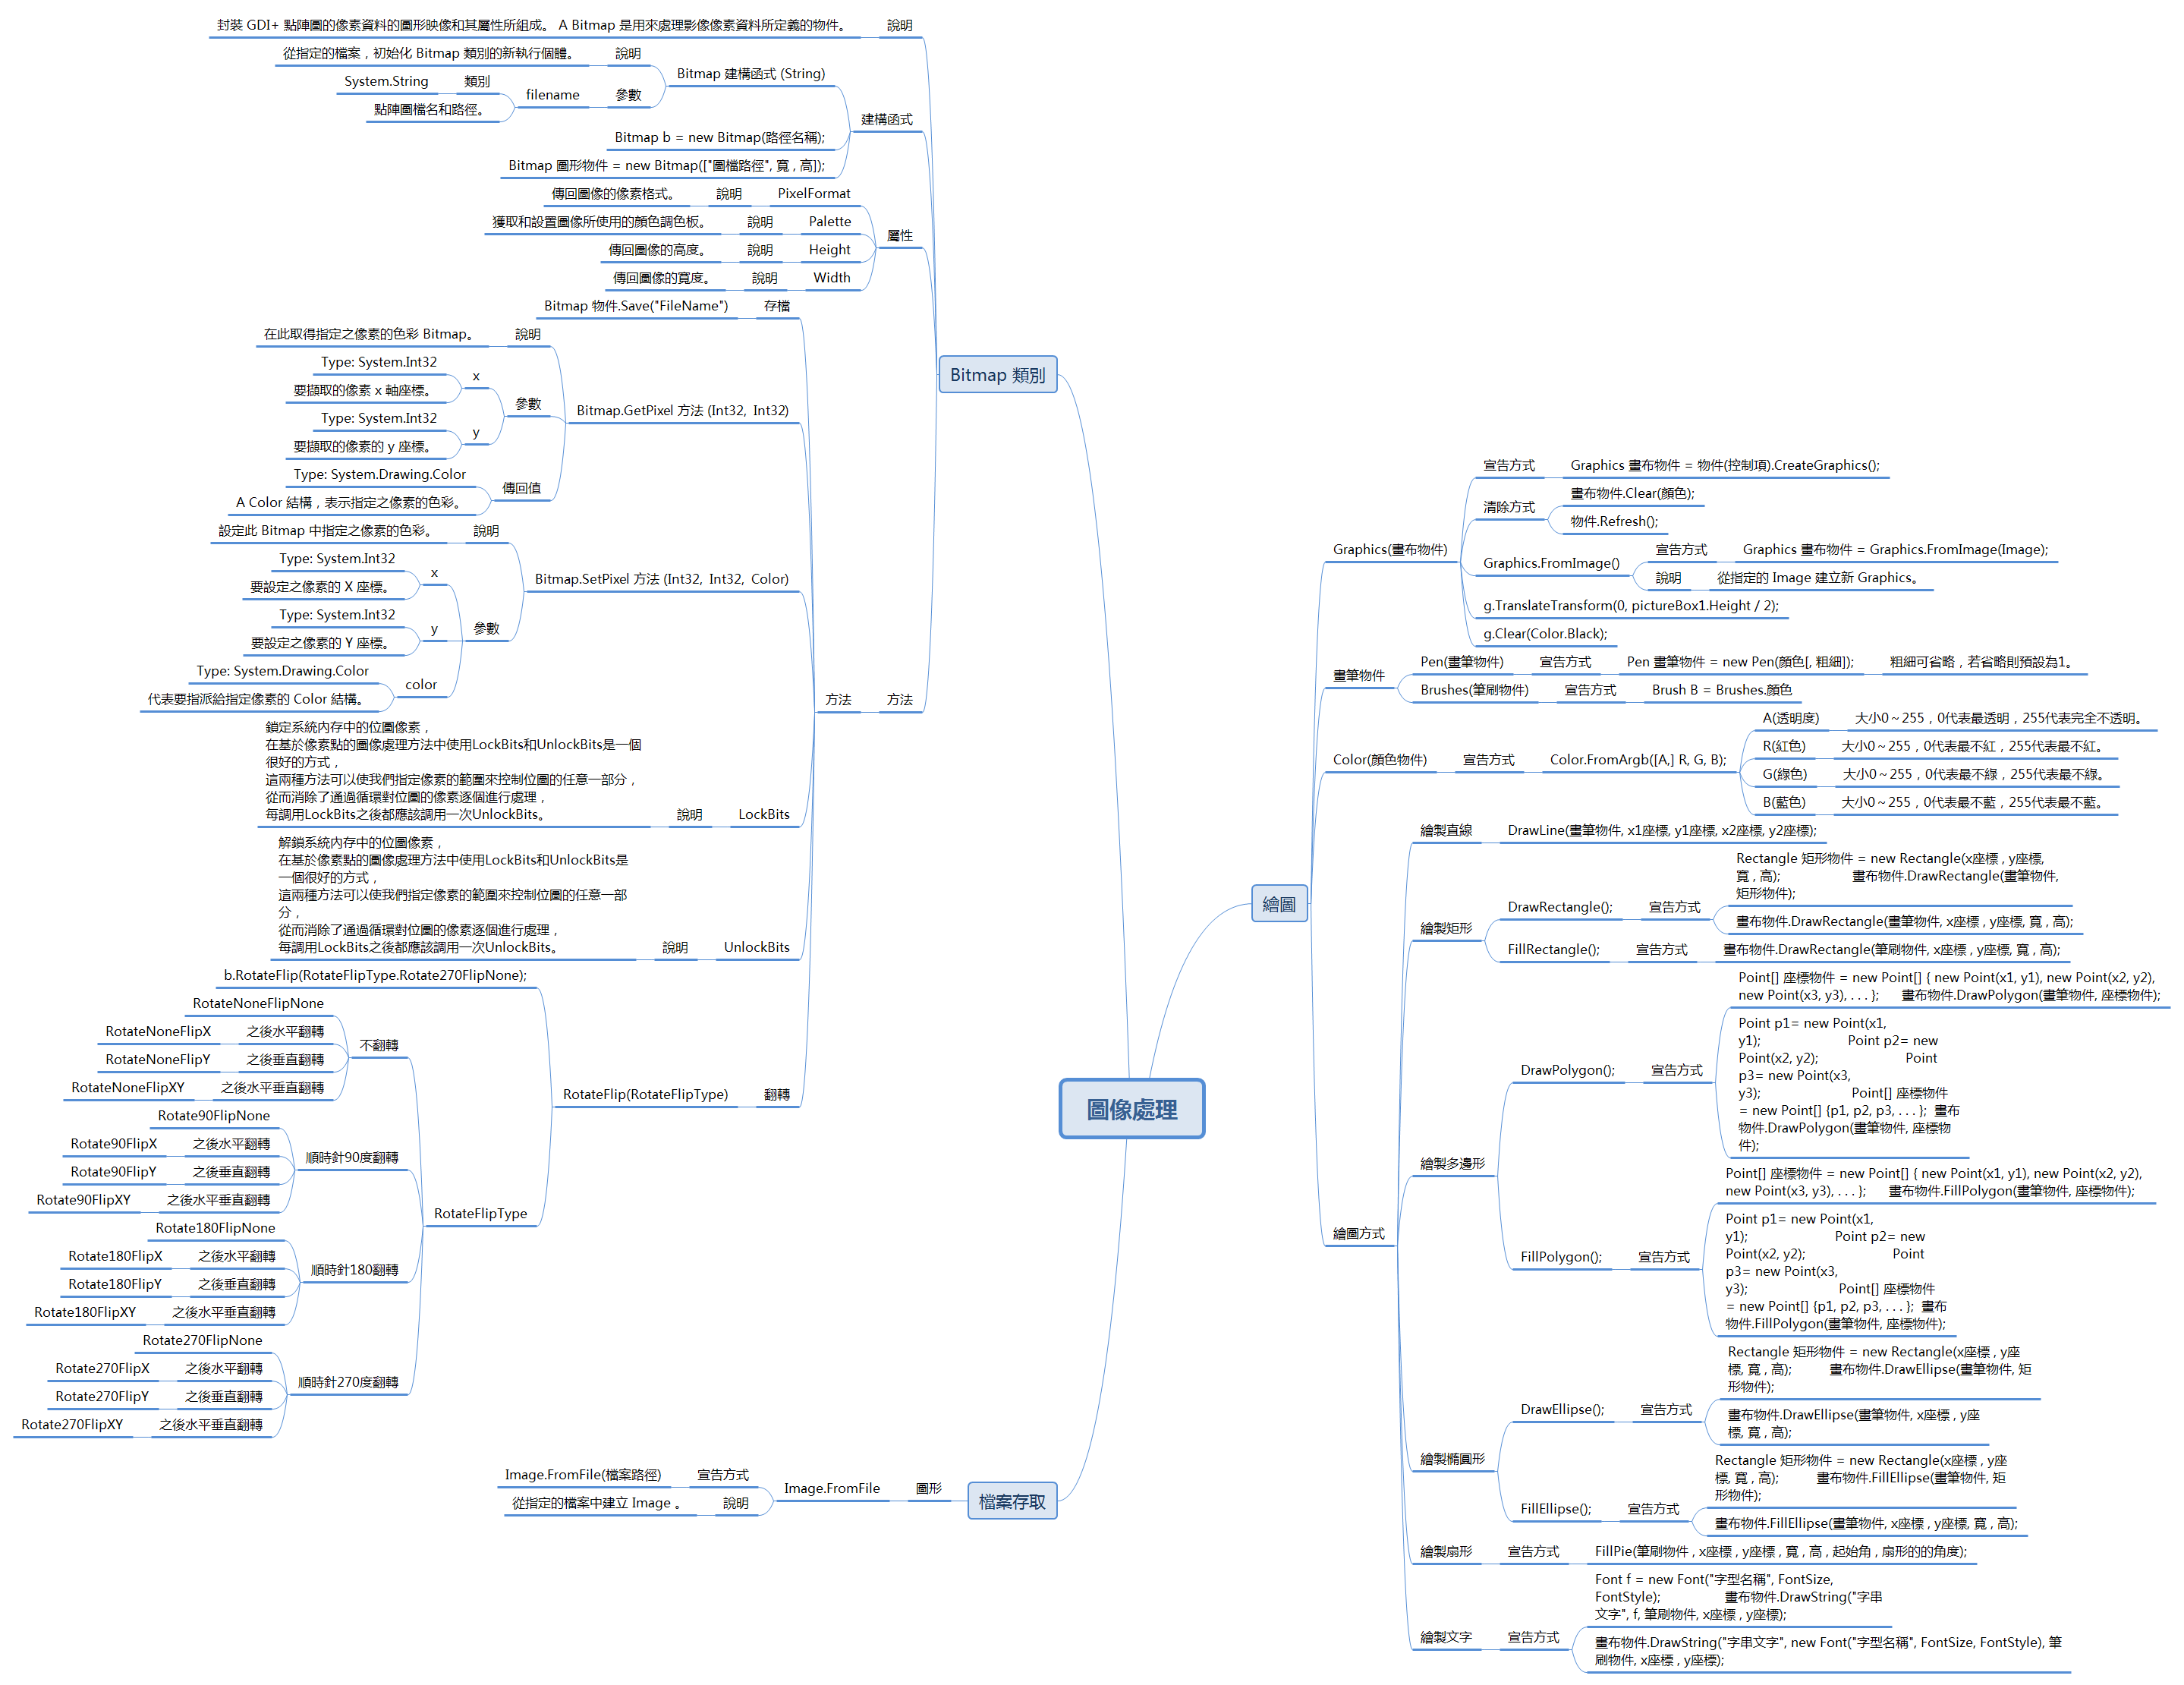 圖像處理
Bitmap 類別
說明
封裝 GDI+ 點陣圖的像素資料的圖形映像和其屬性所組成。 A Bitmap 是用來處理影像像素資料所定義的物件。
建構函式
Bitmap 建構函式 (String)
說明
從指定的檔案，初始化 Bitmap 類別的新執行個體。
參數
filename
類別
System.String
點陣圖檔名和路徑。
Bitmap b = new Bitmap(路徑名稱);
Bitmap 圖形物件 = new Bitmap(["圖檔路徑", 寬 , 高]);
屬性
PixelFormat
說明
傳回圖像的像素格式。
Palette
說明
獲取和設置圖像所使用的顏色調色板。
Height
說明
傳回圖像的高度。
Width
說明
傳回圖像的寬度。
方法
方法
存檔
Bitmap 物件.Save("FileName")
Bitmap.GetPixel 方法 (Int32, Int32)
說明
在此取得指定之像素的色彩 Bitmap。
參數
x
Type: System.Int32
要擷取的像素 x 軸座標。
y
Type: System.Int32
要擷取的像素的 y 座標。
傳回值
Type: System.Drawing.Color
A Color 結構，表示指定之像素的色彩。
Bitmap.SetPixel 方法 (Int32, Int32, Color)
說明
設定此 Bitmap 中指定之像素的色彩。
參數
x
Type: System.Int32
要設定之像素的 X 座標。
y
Type: System.Int32
要設定之像素的 Y 座標。
color
Type: System.Drawing.Color
代表要指派給指定像素的 Color 結構。
LockBits
說明
鎖定系統內存中的位圖像素，
在基於像素點的圖像處理方法中使用LockBits和UnlockBits是一個
很好的方式，
這兩種方法可以使我們指定像素的範圍來控制位圖的任意一部分，
從而消除了通過循環對位圖的像素逐個進行處理，
每調用LockBits之後都應該調用一次UnlockBits。
UnlockBits
說明
解鎖系統內存中的位圖像素，
在基於像素點的圖像處理方法中使用LockBits和UnlockBits是
一個很好的方式，
這兩種方法可以使我們指定像素的範圍來控制位圖的任意一部
分，
從而消除了通過循環對位圖的像素逐個進行處理，
每調用LockBits之後都應該調用一次UnlockBits。
翻轉
RotateFlip(RotateFlipType)
b.RotateFlip(RotateFlipType.Rotate270FlipNone);
RotateFlipType
不翻轉
RotateNoneFlipNone
之後水平翻轉
RotateNoneFlipX
之後垂直翻轉
RotateNoneFlipY
之後水平垂直翻轉
RotateNoneFlipXY
順時針90度翻轉
Rotate90FlipNone
之後水平翻轉
Rotate90FlipX
之後垂直翻轉
Rotate90FlipY
之後水平垂直翻轉
Rotate90FlipXY
順時針180翻轉
Rotate180FlipNone
之後水平翻轉
Rotate180FlipX
之後垂直翻轉
Rotate180FlipY
之後水平垂直翻轉
Rotate180FlipXY
順時針270度翻轉
Rotate270FlipNone
之後水平翻轉
Rotate270FlipX
之後垂直翻轉
Rotate270FlipY
之後水平垂直翻轉
Rotate270FlipXY
檔案存取
圖形
Image.FromFile
宣告方式
Image.FromFile(檔案路徑)
說明
從指定的檔案中建立 Image 。
繪圖
Graphics(畫布物件)
宣告方式
Graphics 畫布物件 = 物件(控制項).CreateGraphics();
清除方式
畫布物件.Clear(顏色);
物件.Refresh();
Graphics.FromImage()
宣告方式
Graphics 畫布物件 = Graphics.FromImage(Image);
說明
從指定的 Image 建立新 Graphics。
g.TranslateTransform(0, pictureBox1.Height / 2);
g.Clear(Color.Black);
畫筆物件
Pen(畫筆物件)
宣告方式
Pen 畫筆物件 = new Pen(顏色[, 粗細]);
粗細可省略，若省略則預設為1。
Brushes(筆刷物件)
宣告方式
Brush B = Brushes.顏色
Color(顏色物件)
宣告方式
Color.FromArgb([A,] R, G, B);
A(透明度)
大小0～255，0代表最透明，255代表完全不透明。
R(紅色)
大小0～255，0代表最不紅，255代表最不紅。
G(綠色)
大小0～255，0代表最不綠，255代表最不綠。
B(藍色)
大小0～255，0代表最不藍，255代表最不藍。
繪圖方式
繪製直線
DrawLine(畫筆物件, x1座標, y1座標, x2座標, y2座標);
繪製矩形
DrawRectangle();
宣告方式
Rectangle 矩形物件 = new Rectangle(x座標 , y座標,
寬 , 高); 畫布物件.DrawRectangle(畫筆物件,
矩形物件);
畫布物件.DrawRectangle(畫筆物件, x座標 , y座標, 寬 , 高);
FillRectangle();
宣告方式
畫布物件.DrawRectangle(筆刷物件, x座標 , y座標, 寬 , 高);
繪製多邊形
DrawPolygon();
宣告方式
Point[] 座標物件 = new Point[] { new Point(x1, y1), new Point(x2, y2),
new Point(x3, y3), . . . }; 畫布物件.DrawPolygon(畫筆物件, 座標物件);
Point p1= new Point(x1,
y1); Point p2= new
Point(x2, y2); Point
p3= new Point(x3,
y3); Point[] 座標物件
= new Point[] {p1, p2, p3, . . . }; 畫布
物件.DrawPolygon(畫筆物件, 座標物
件);
FillPolygon();
宣告方式
Point[] 座標物件 = new Point[] { new Point(x1, y1), new Point(x2, y2),
new Point(x3, y3), . . . }; 畫布物件.FillPolygon(畫筆物件, 座標物件);
Point p1= new Point(x1,
y1); Point p2= new
Point(x2, y2); Point
p3= new Point(x3,
y3); Point[] 座標物件
= new Point[] {p1, p2, p3, . . . }; 畫布
物件.FillPolygon(畫筆物件, 座標物件);
繪製橢圓形
DrawEllipse();
宣告方式
Rectangle 矩形物件 = new Rectangle(x座標 , y座
標, 寬 , 高); 畫布物件.DrawEllipse(畫筆物件, 矩
形物件);
畫布物件.DrawEllipse(畫筆物件, x座標 , y座
標, 寬 , 高);
FillEllipse();
宣告方式
Rectangle 矩形物件 = new Rectangle(x座標 , y座
標, 寬 , 高); 畫布物件.FillEllipse(畫筆物件, 矩
形物件);
畫布物件.FillEllipse(畫筆物件, x座標 , y座標, 寬 , 高);
繪製扇形
宣告方式
FillPie(筆刷物件 , x座標 , y座標 , 寬 , 高 , 起始角 , 扇形的的角度);
繪製文字
宣告方式
Font f = new Font("字型名稱", FontSize,
FontStyle); 畫布物件.DrawString("字串
文字", f, 筆刷物件, x座標 , y座標);
畫布物件.DrawString("字串文字", new Font("字型名稱", FontSize, FontStyle), 筆
刷物件, x座標 , y座標);